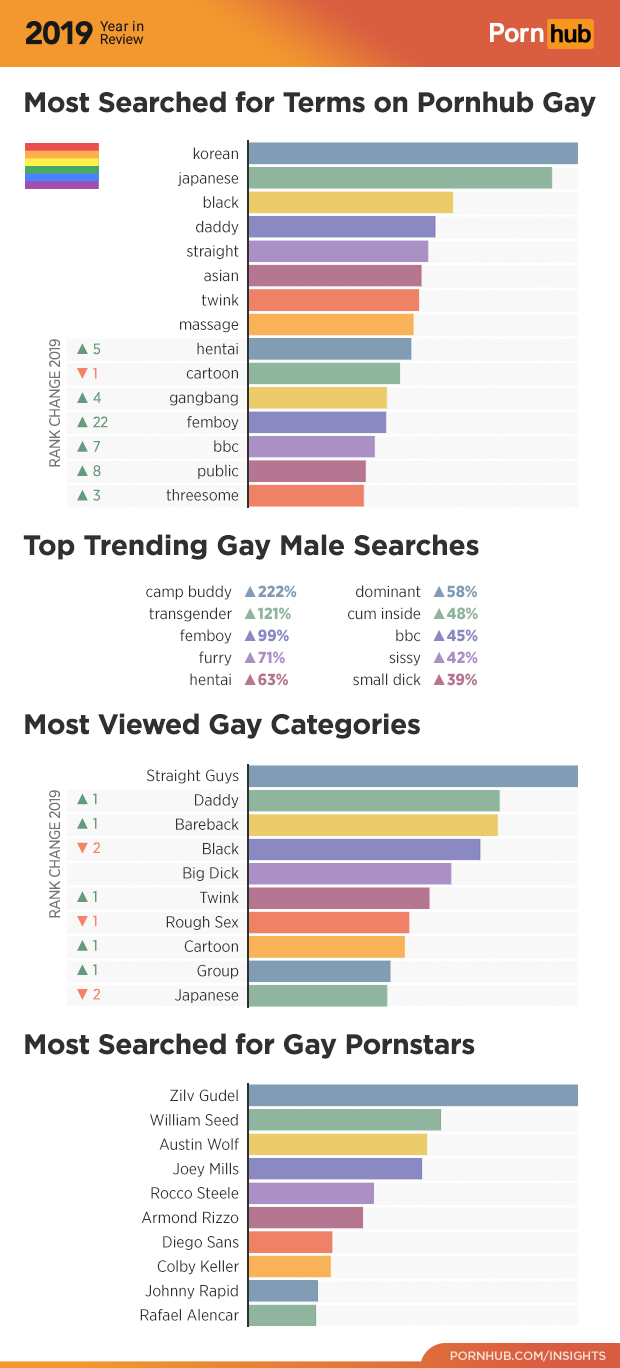 2019 Year in Review
Pornhub
Most Searched for Terms on Pornhub Gay
korean
japanese
black
daddy
straight
asian
twink
massage
RANK CHANGE 2019
▲ 5 hentai
▼ 1 cartoon
▲ 4 gangbang
▲ 22 femboy
▲ 7 bbc
▲ 8 public
▲ 3 threesome
Top Trending Gay Male Searches
camp buddy ▲222% dominant ▲58%
transgender ▲121% cum inside ▲48%
femboy ▲99% bbc ▲45%
furry ▲71% sissy ▲42%
hentai ▲63% small dick ▲39%
Most Viewed Gay Categories
RANK CHANGE 2019
Straight Guys
▲ 1 Daddy
▲ 1 Bareback
▼ 2 Black
Big Dick
▲ 1 Twink
▼ 1 Rough Sex
▲ 1 Cartoon
▲ 1 Group
▼ 2 Japanese
Most Searched for Gay Pornstars
Zilv Gudel
William Seed
Austin Wolf
Joey Mills
Rocco Steele
Armond Rizzo
Diego Sans
Colby Keller
Johnny Rapid
Rafael Alencar
PORNHUB.COM/INSIGHTS